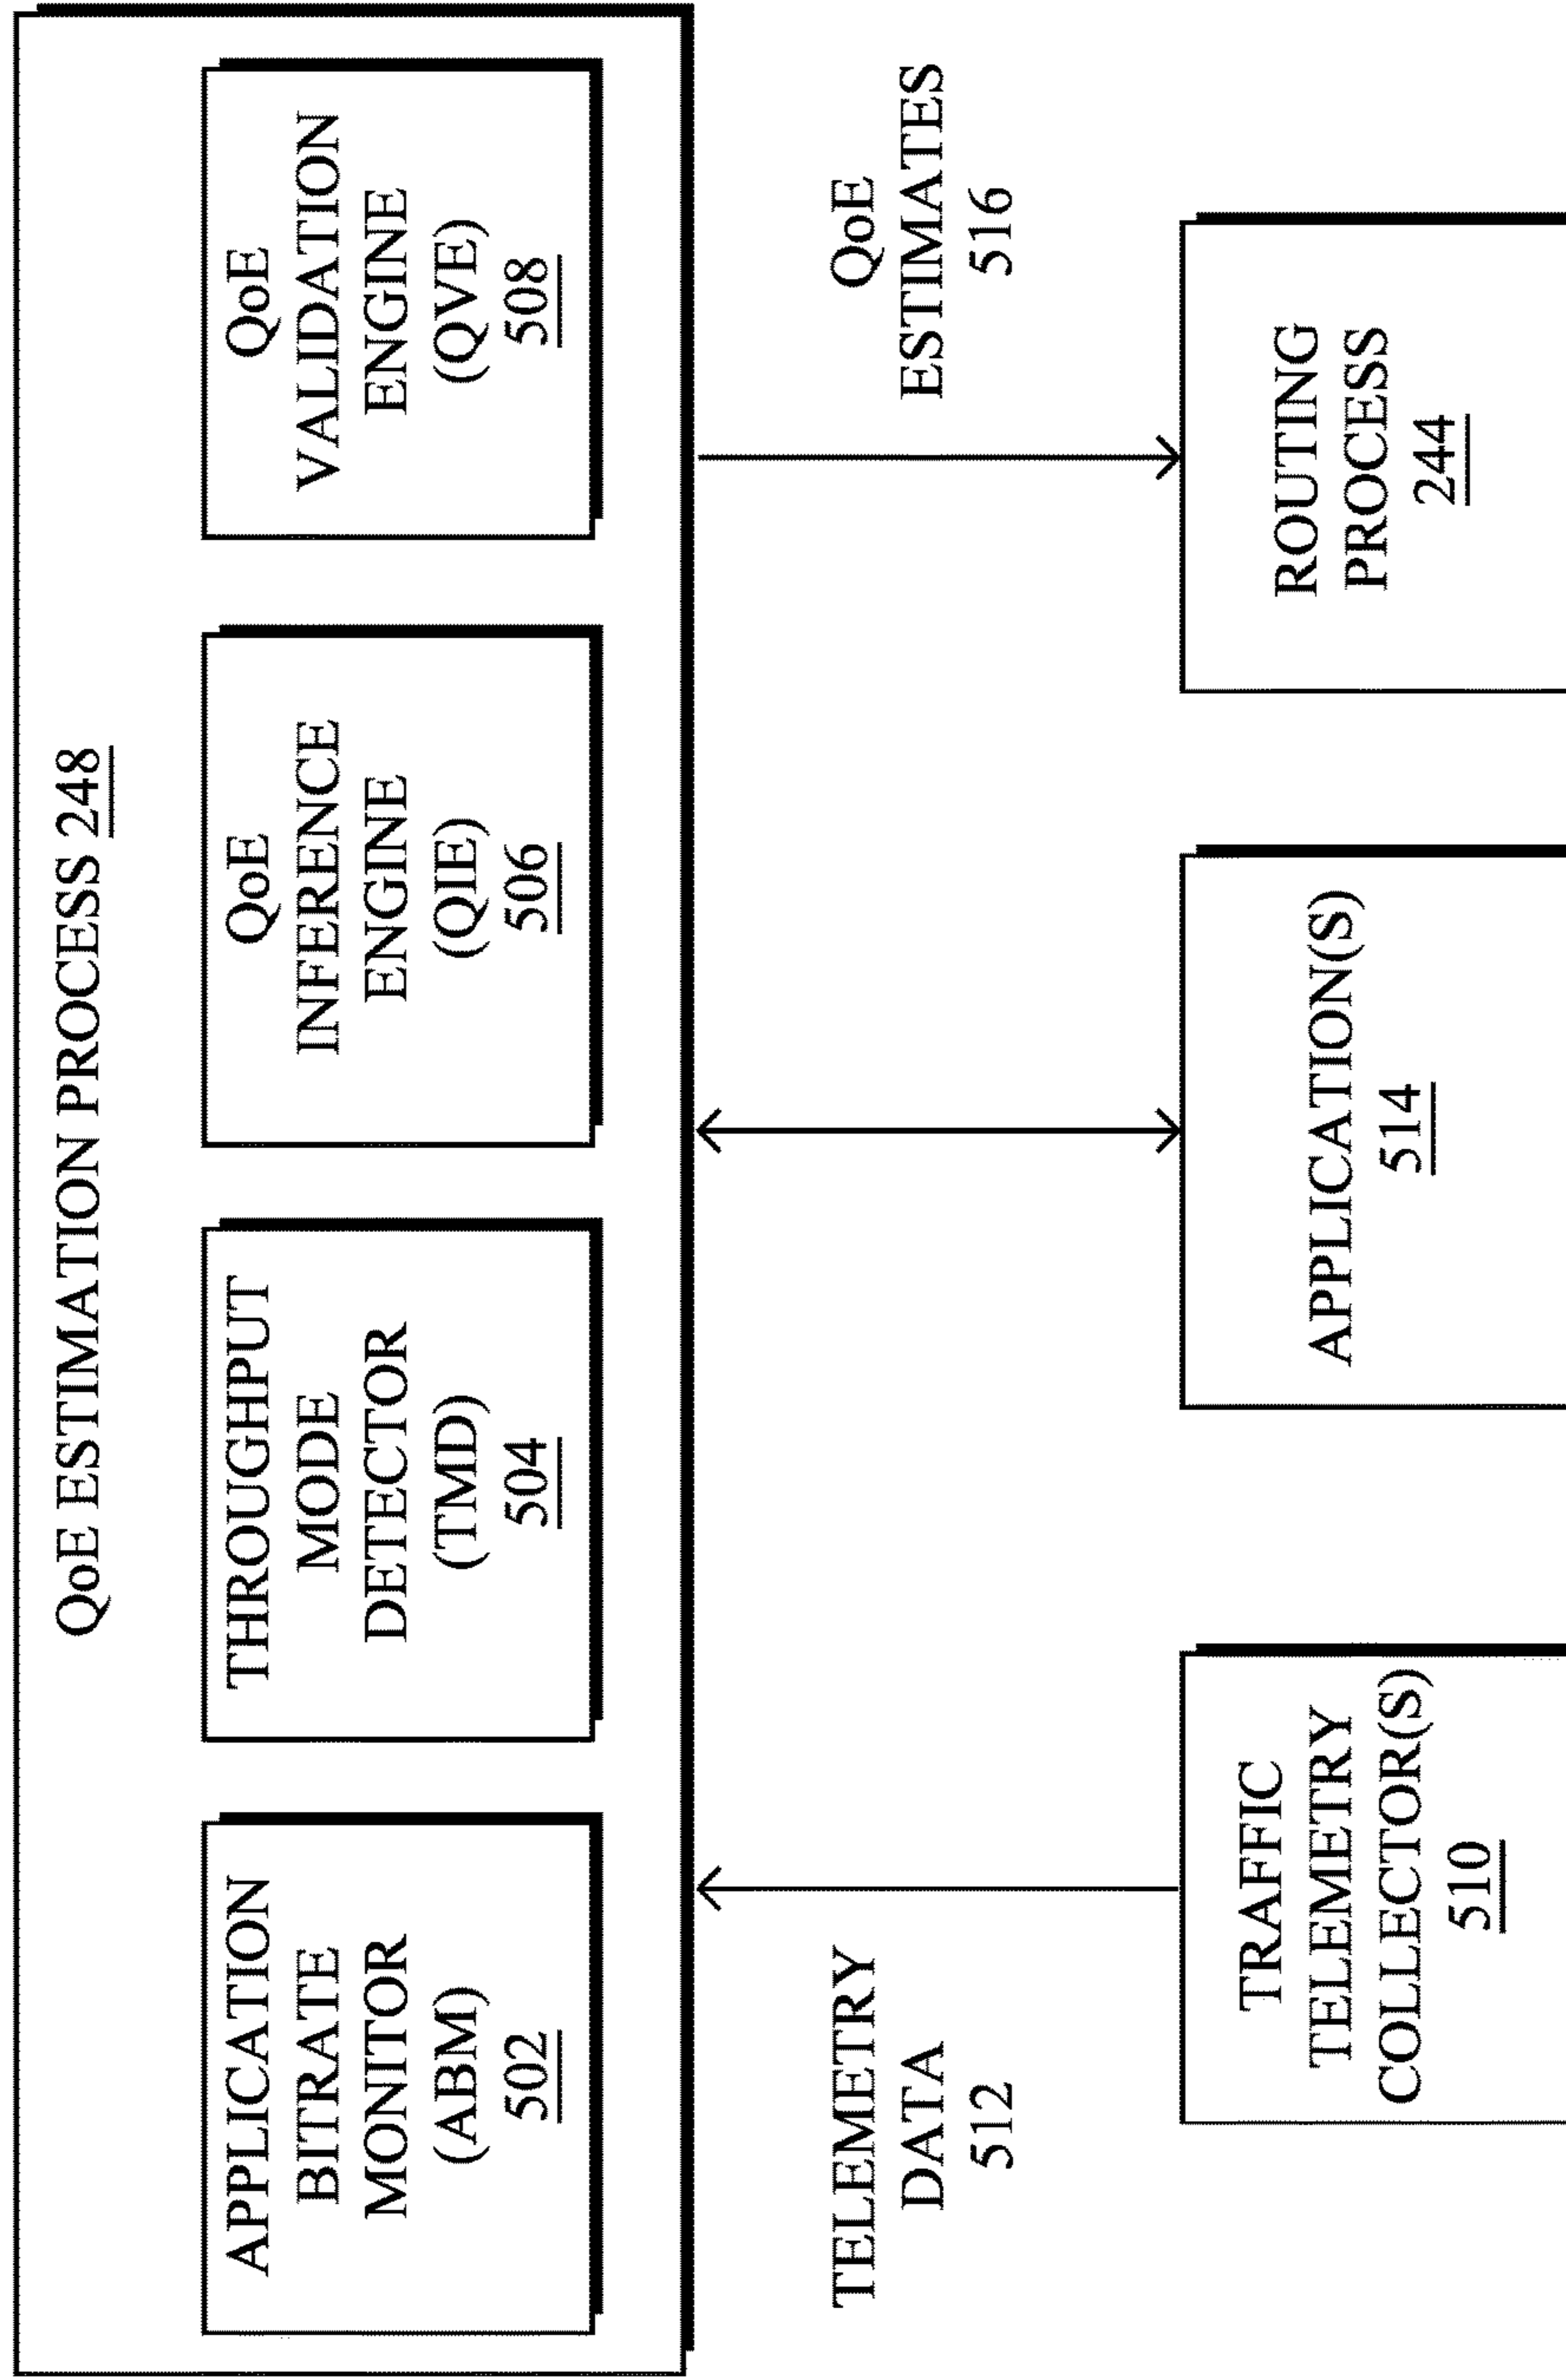 QoE ESTIMATION PROCESS 248
APPLICATION
BITRATE
MONITOR
(ABM)
502
THROUGHPUT
MODE
DETECTOR
(TMD)
504
QoE
INFERENCE
ENGINE
(QIE)
506
QoE
VALIDATION
ENGINE
(QVE)
508
TELEMETRY
DATA
512
QoE
ESTIMATES
516
TRAFFIC
TELEMETRY
COLLECTOR(S)
510
APPLICATION(S)
514
ROUTING
PROCESS
244